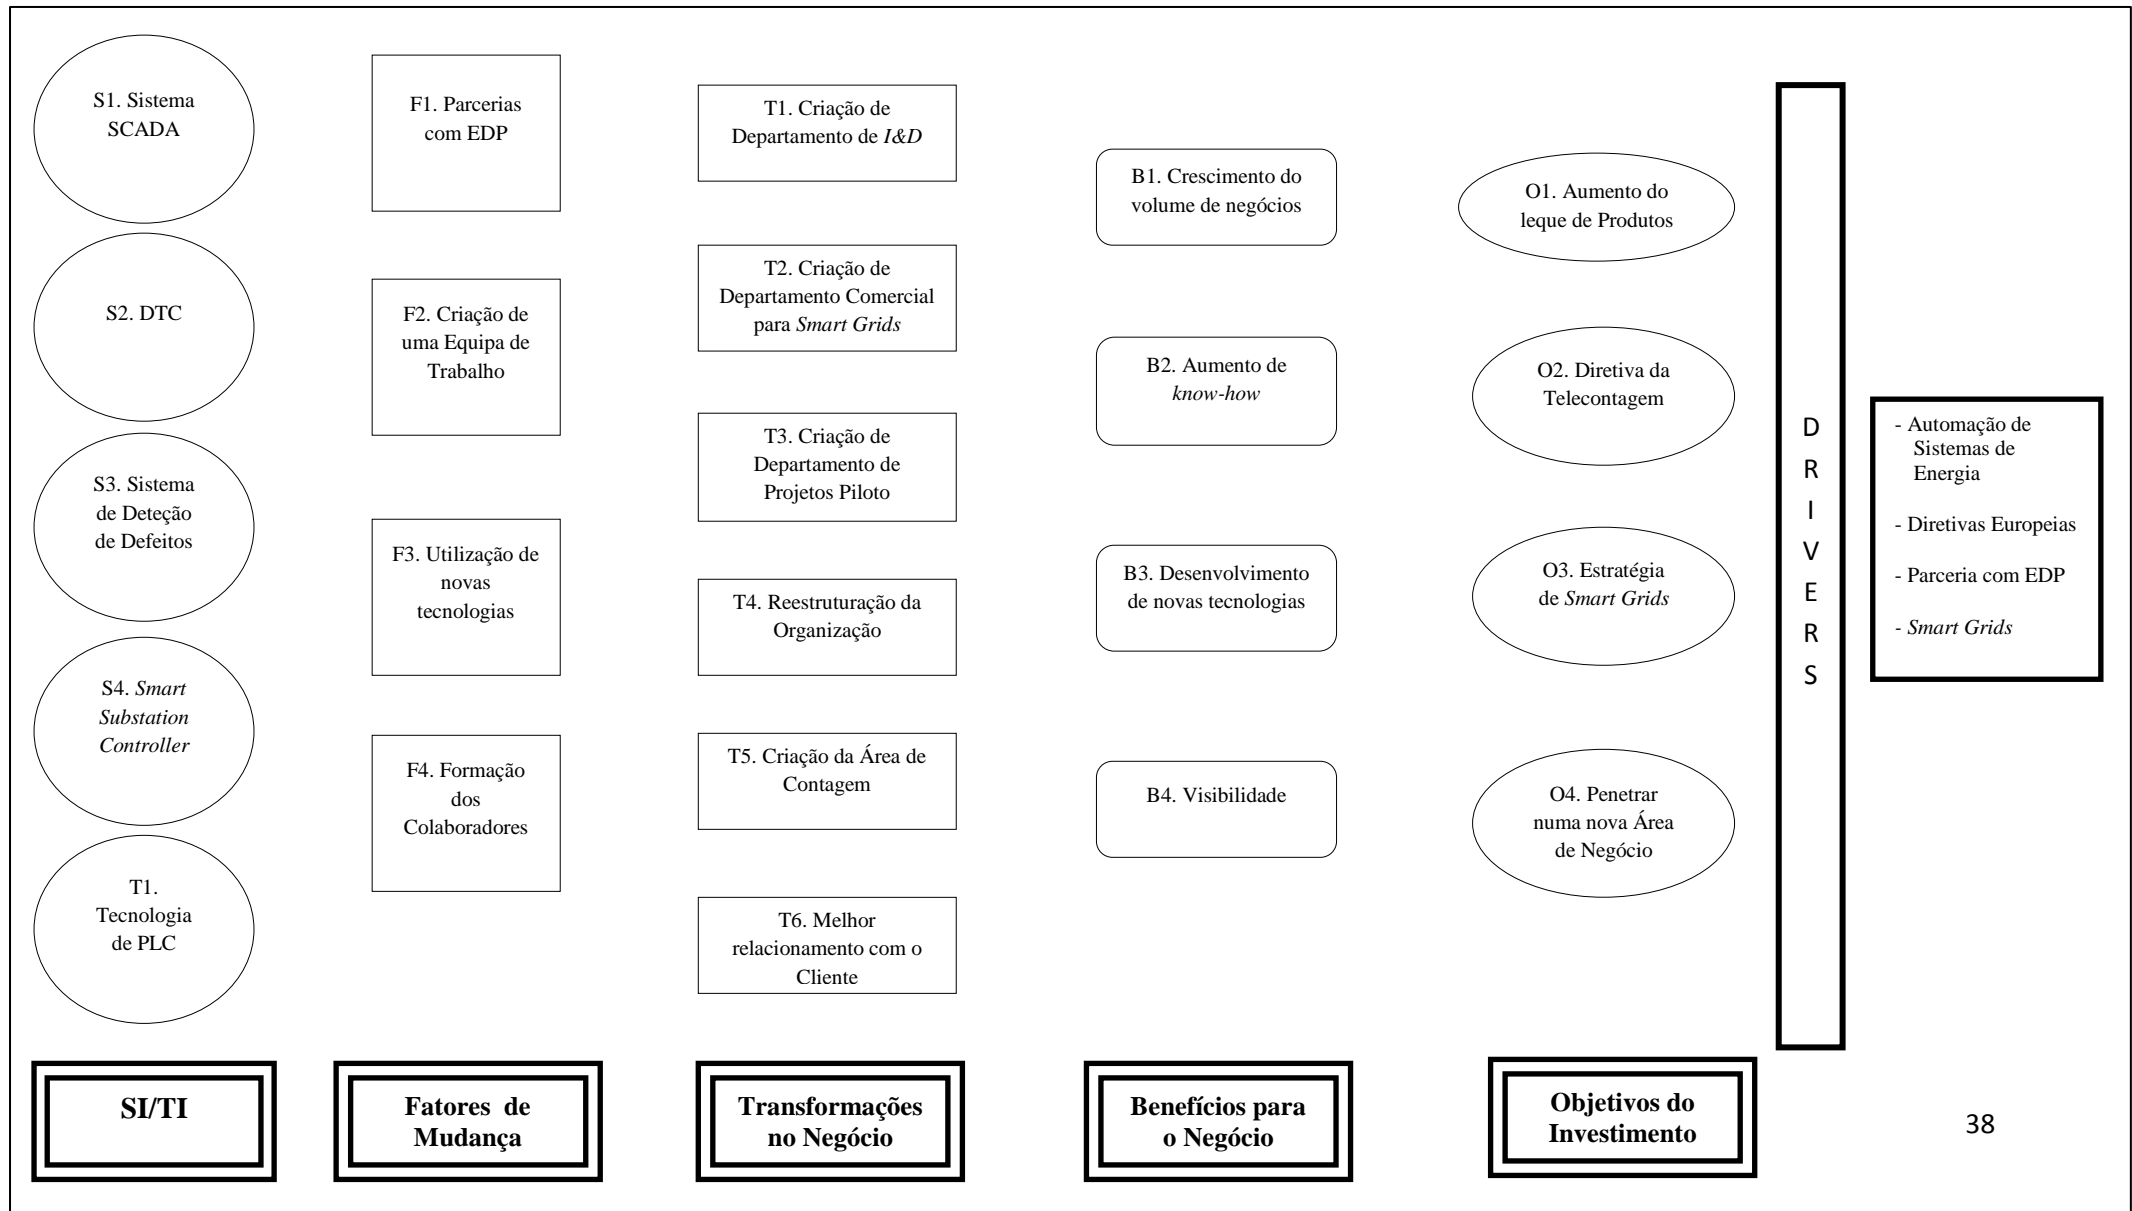 S1. Sistema
SCADA
S2. DTC
S3. Sistema
de Deteção
de Defeitos
S4. Smart
Substation
Controller
T1.
Tecnologia
de PLC
SI/TI
F1. Parcerias
com EDP
F2. Criação de
uma Equipa de
Trabalho
F3. Utilização de
novas
tecnologias
F4. Formação
dos
Colaboradores
Fatores de
Mudança
T1. Criação de
Departamento de I&D
T2. Criação de
Departamento Comercial
para Smart Grids
T3. Criação de
Departamento de
Projetos Piloto
T4. Reestruturação da
Organização
T5. Criação da Área de
Contagem
T6. Melhor
relacionamento com o
Cliente
Transformações
no Negócio
B1. Crescimento do
volume de negócios
B2. Aumento de
know-how
B3. Desenvolvimento
de novas tecnologias
B4. Visibilidade
Benefícios para
o Negócio
O1. Aumento do
leque de Produtos
O2. Diretiva da
Telecontagem
O3. Estratégia
de Smart Grids
O4. Penetrar
numa nova Área
de Negócio
Objetivos do
Investimento
D
R
I
V
E
R
S
- Automação de
Sistemas de
Energia
- Diretivas Europeias
- Parceria com EDP
- Smart Grids
38